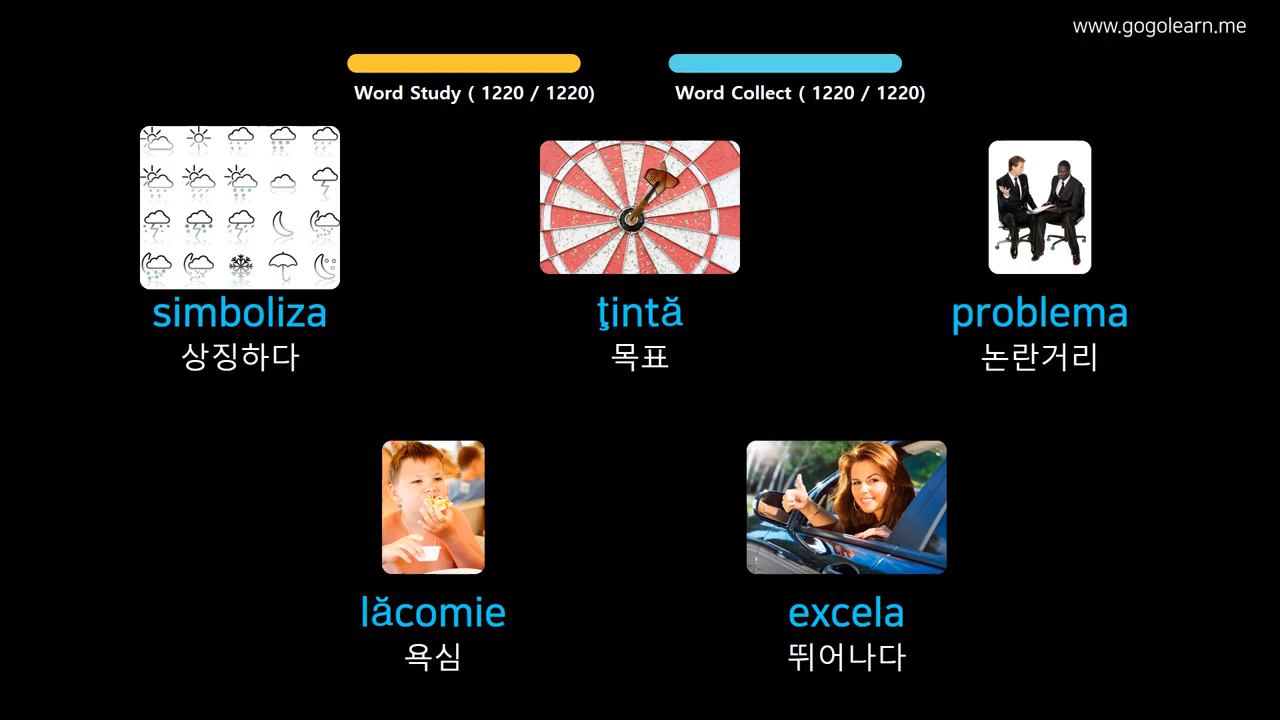 www.gogolearn.me
Word Study ( 1220 / 1220)
Word Collect ( 1220 / 1220)
simboliza
상징하다
ţintă
목표
problema
논란거리
lăcomie
욕심
excela
뛰어나다